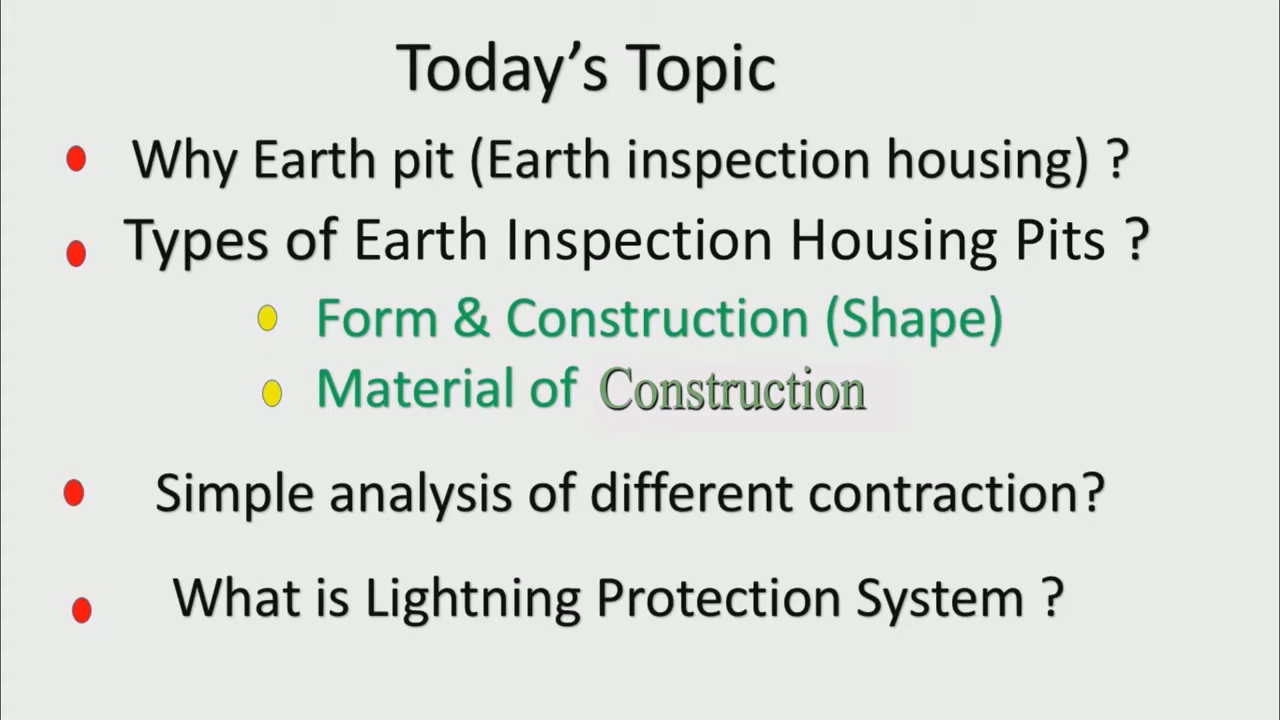 Today’s Topic
Why Earth pit (Earth inspection housing) ?
Types of Earth Inspection Housing Pits ?
Form & Construction (Shape)
Material of Construction
Simple analysis of different contraction?
What is Lightning Protection System ?